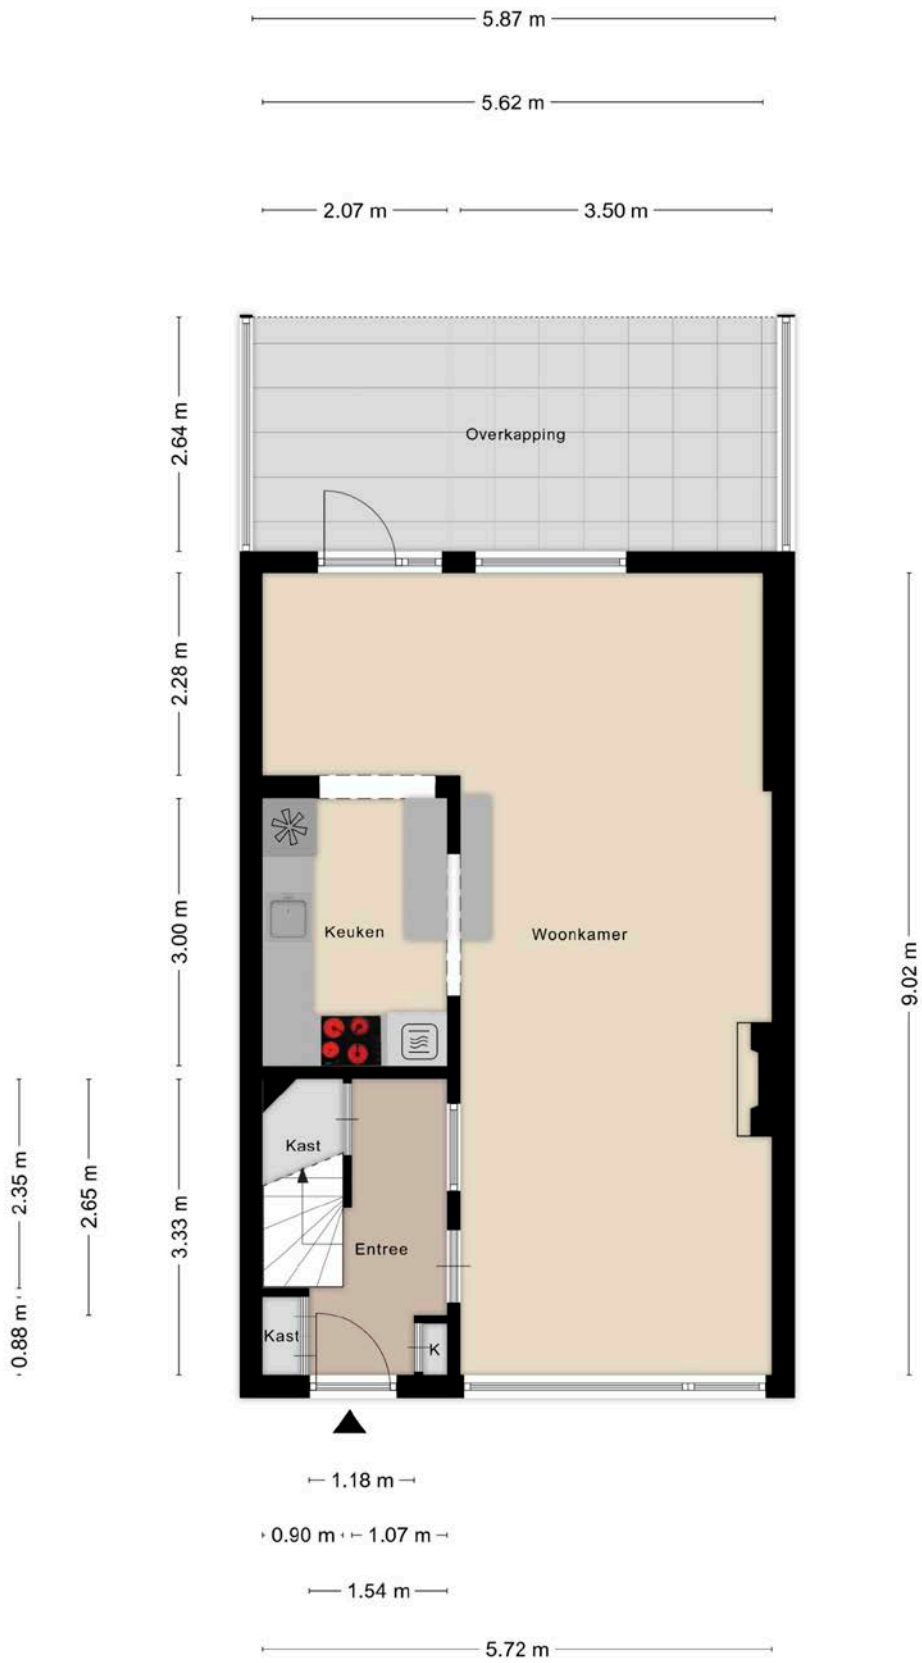 5.87 m
5.62 m
2.07 m
3.50 m
2.64 m
Overkapping
2.28 m
3.00 m
Keuken
Woonkamer
9.02 m
2.35 m
2.65 m
3.33 m
Kast
Entree
0.88 m
Kast
K
1.18 m
0.90 m
1.07 m
1.54 m
5.72 m